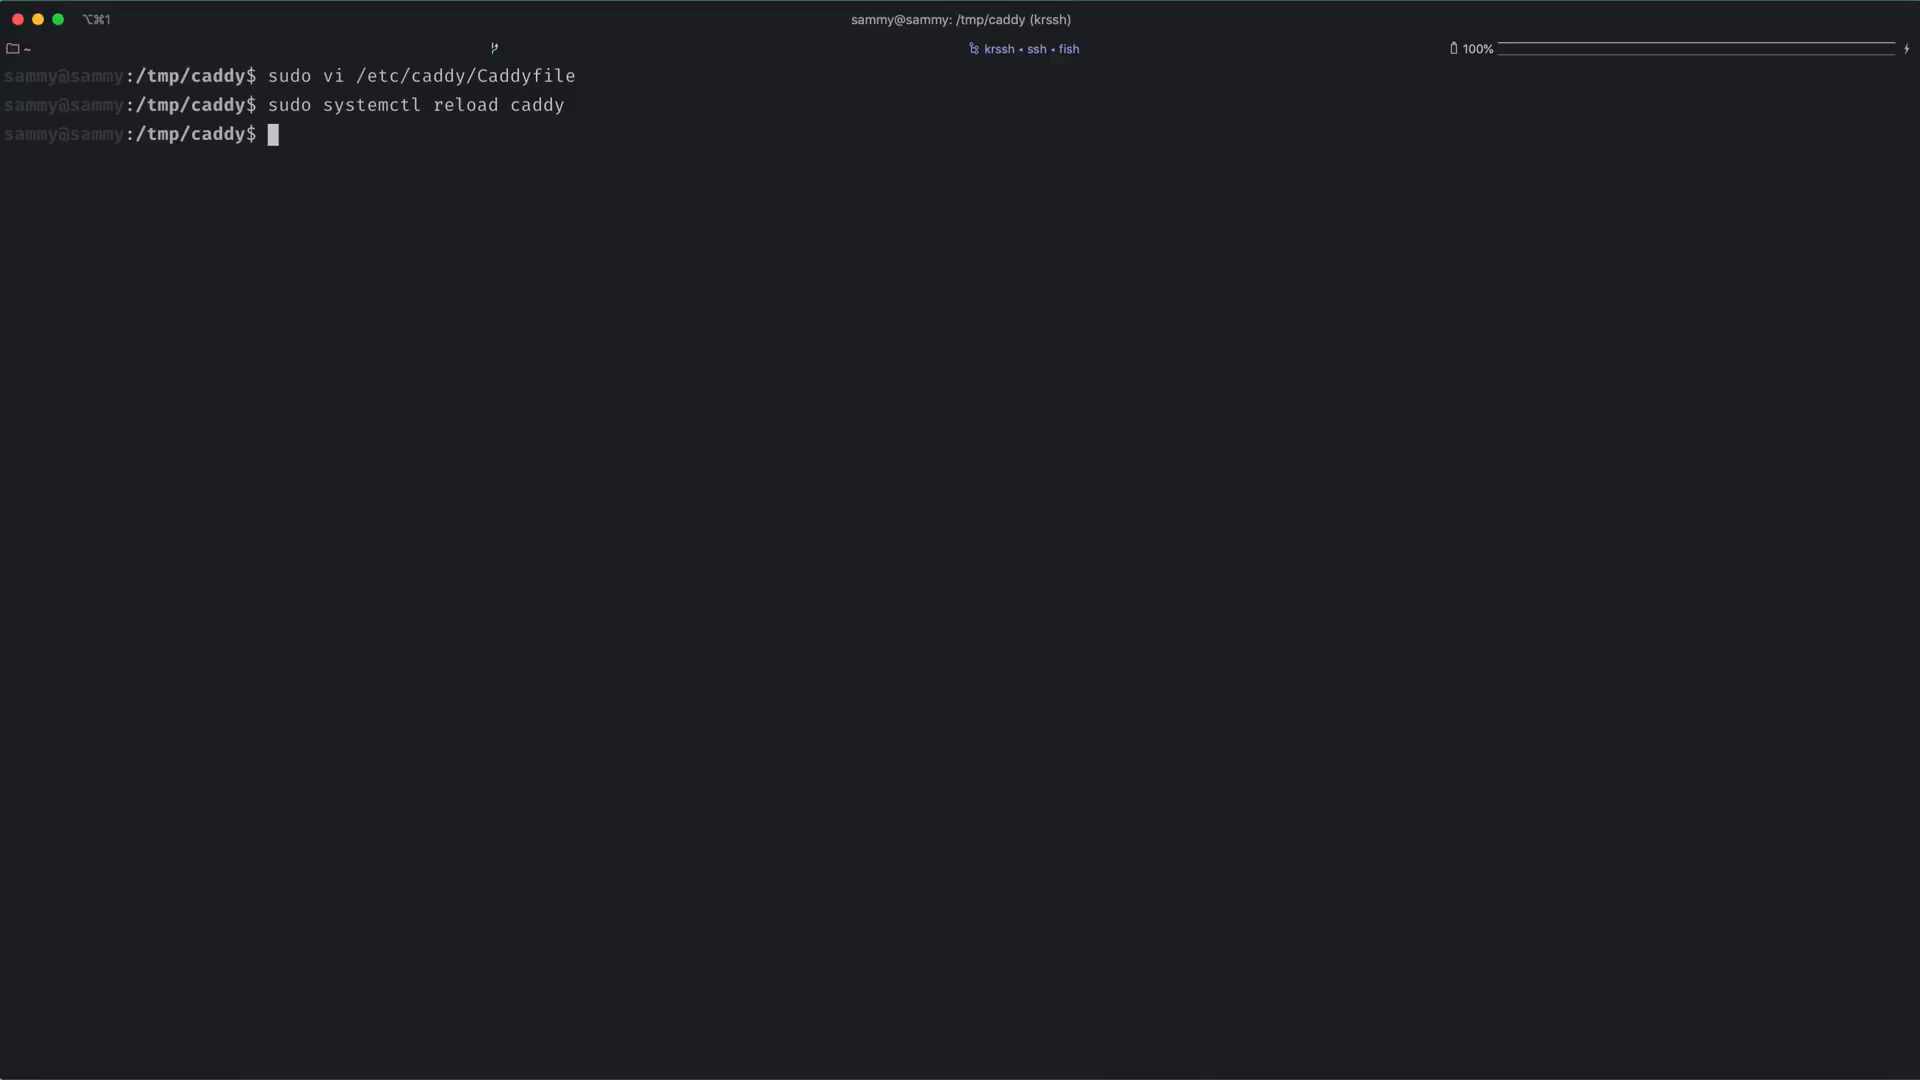 ⌥⌘1
sammy@sammy: /tmp/caddy (krssh)
~
krssh • ssh • fish
100%
sammy@sammy:/tmp/caddy$ sudo vi /etc/caddy/Caddyfile
sammy@sammy:/tmp/caddy$ sudo systemctl reload caddy
sammy@sammy:/tmp/caddy$